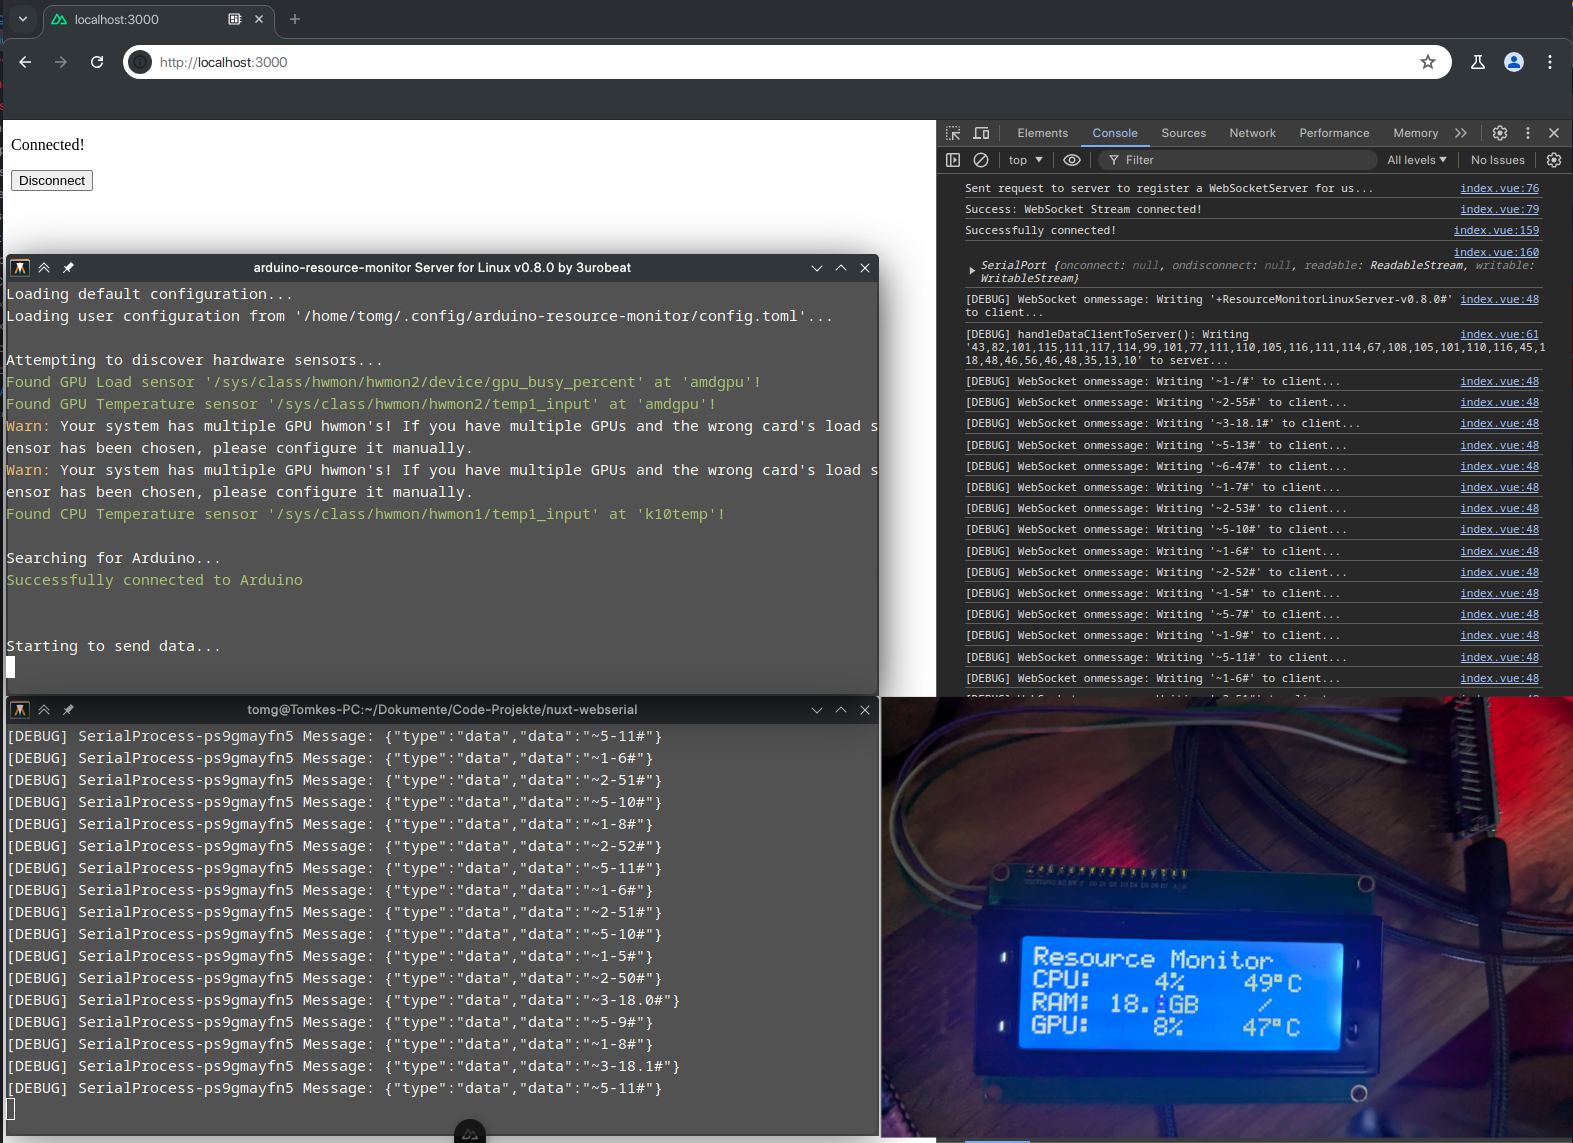 localhost:3000
http://localhost:3000
Connected!
Disconnect
Elements Console Sources Network Performance Memory
top Filter All levels No Issues
Sent request to server to register a WebSocketServer for us... index.vue:76
Success: WebSocket Stream connected! index.vue:79
Successfully connected! index.vue:159
index.vue:160
SerialPort {onconnect: null, ondisconnect: null, readable: ReadableStream, writable:
WritableStream}
[DEBUG] WebSocket onmessage: Writing '+ResourceMonitorLinuxServer-v0.8.0#' index.vue:48
to client...
[DEBUG] handleDataClientToServer(): Writing index.vue:61
'43,82,101,115,111,117,114,99,101,77,111,110,105,116,111,114,67,108,105,101,110,116,45,1
18,48,46,56,46,48,35,13,10' to server...
[DEBUG] WebSocket onmessage: Writing '~1-/#' to client... index.vue:48
[DEBUG] WebSocket onmessage: Writing '~2-55#' to client... index.vue:48
[DEBUG] WebSocket onmessage: Writing '~3-18.1#' to client... index.vue:48
[DEBUG] WebSocket onmessage: Writing '~5-13#' to client... index.vue:48
[DEBUG] WebSocket onmessage: Writing '~6-47#' to client... index.vue:48
[DEBUG] WebSocket onmessage: Writing '~1-7#' to client... index.vue:48
[DEBUG] WebSocket onmessage: Writing '~2-53#' to client... index.vue:48
[DEBUG] WebSocket onmessage: Writing '~5-10#' to client... index.vue:48
[DEBUG] WebSocket onmessage: Writing '~1-6#' to client... index.vue:48
[DEBUG] WebSocket onmessage: Writing '~2-52#' to client... index.vue:48
[DEBUG] WebSocket onmessage: Writing '~1-5#' to client... index.vue:48
[DEBUG] WebSocket onmessage: Writing '~5-7#' to client... index.vue:48
[DEBUG] WebSocket onmessage: Writing '~1-9#' to client... index.vue:48
[DEBUG] WebSocket onmessage: Writing '~5-11#' to client... index.vue:48
[DEBUG] WebSocket onmessage: Writing '~1-6#' to client... index.vue:48
arduino-resource-monitor Server for Linux v0.8.0 by 3urobeat
Loading default configuration...
Loading user configuration from '/home/tomg/.config/arduino-resource-monitor/config.toml'...
Attempting to discover hardware sensors...
Found GPU Load sensor '/sys/class/hwmon/hwmon2/device/gpu_busy_percent' at 'amdgpu'!
Found GPU Temperature sensor '/sys/class/hwmon/hwmon2/temp1_input' at 'amdgpu'!
Warn: Your system has multiple GPU hwmon's! If you have multiple GPUs and the wrong card's load s
ensor has been chosen, please configure it manually.
Warn: Your system has multiple GPU hwmon's! If you have multiple GPUs and the wrong card's load s
ensor has been chosen, please configure it manually.
Found CPU Temperature sensor '/sys/class/hwmon/hwmon1/temp1_input' at 'k10temp'!
Searching for Arduino...
Successfully connected to Arduino
Starting to send data...
tomg@Tomkes-PC:~/Dokumente/Code-Projekte/nuxt-webserial
[DEBUG] SerialProcess-ps9gmayfn5 Message: {"type":"data","data":"~5-11#"}
[DEBUG] SerialProcess-ps9gmayfn5 Message: {"type":"data","data":"~1-6#"}
[DEBUG] SerialProcess-ps9gmayfn5 Message: {"type":"data","data":"~2-51#"}
[DEBUG] SerialProcess-ps9gmayfn5 Message: {"type":"data","data":"~5-10#"}
[DEBUG] SerialProcess-ps9gmayfn5 Message: {"type":"data","data":"~1-8#"}
[DEBUG] SerialProcess-ps9gmayfn5 Message: {"type":"data","data":"~2-52#"}
[DEBUG] SerialProcess-ps9gmayfn5 Message: {"type":"data","data":"~5-11#"}
[DEBUG] SerialProcess-ps9gmayfn5 Message: {"type":"data","data":"~1-6#"}
[DEBUG] SerialProcess-ps9gmayfn5 Message: {"type":"data","data":"~2-51#"}
[DEBUG] SerialProcess-ps9gmayfn5 Message: {"type":"data","data":"~5-10#"}
[DEBUG] SerialProcess-ps9gmayfn5 Message: {"type":"data","data":"~1-5#"}
[DEBUG] SerialProcess-ps9gmayfn5 Message: {"type":"data","data":"~2-50#"}
[DEBUG] SerialProcess-ps9gmayfn5 Message: {"type":"data","data":"~3-18.0#"}
[DEBUG] SerialProcess-ps9gmayfn5 Message: {"type":"data","data":"~5-9#"}
[DEBUG] SerialProcess-ps9gmayfn5 Message: {"type":"data","data":"~1-8#"}
[DEBUG] SerialProcess-ps9gmayfn5 Message: {"type":"data","data":"~3-18.1#"}
[DEBUG] SerialProcess-ps9gmayfn5 Message: {"type":"data","data":"~5-11#"}
Resource Monitor
CPU: 4% 49°C
RAM: /
GPU: 8% 47°C